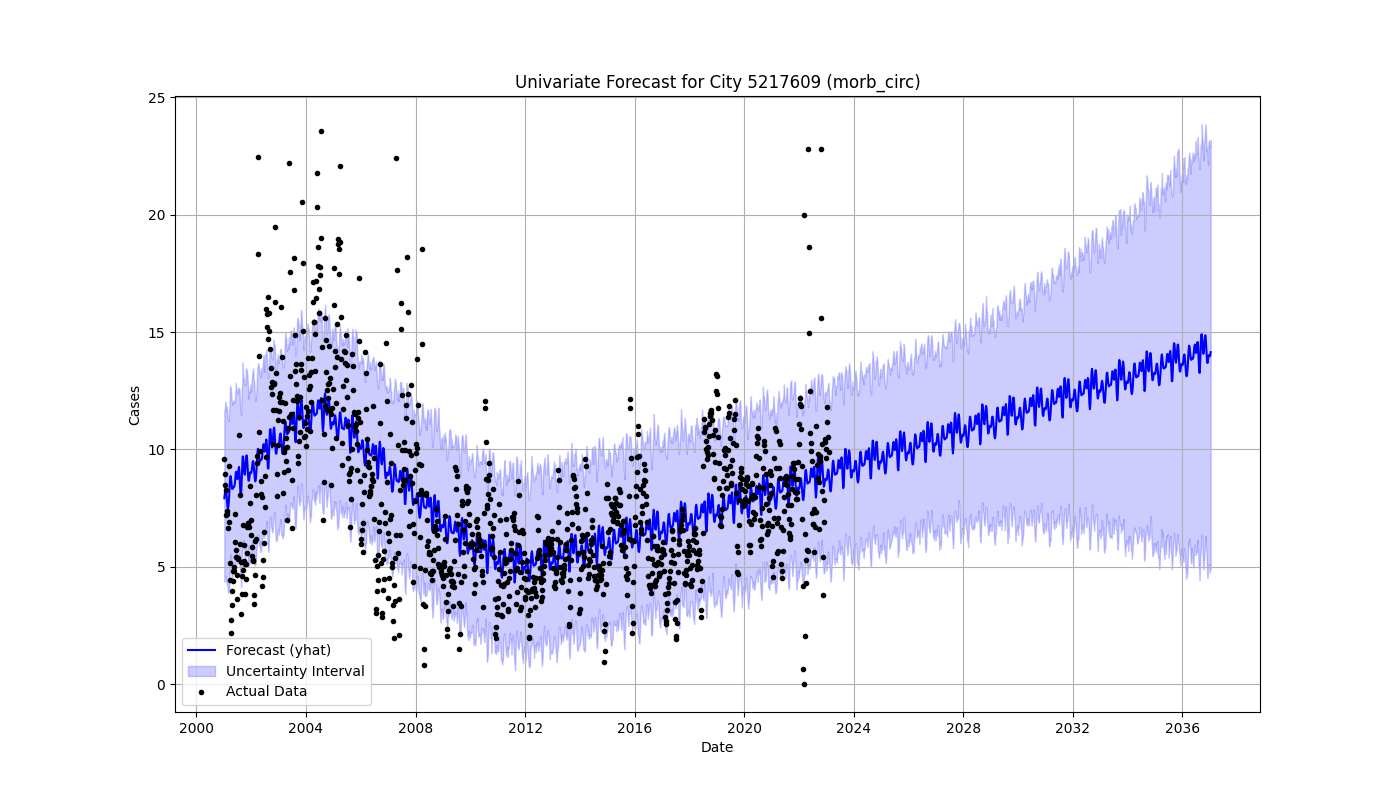 Univariate Forecast for City 5217609 (morb_circ)
25
20
15
10
5
0
Cases
Forecast (yhat)
Uncertainty Interval
Actual Data
2000 2004 2008 2012 2016 2020 2024 2028 2032 2036
Date